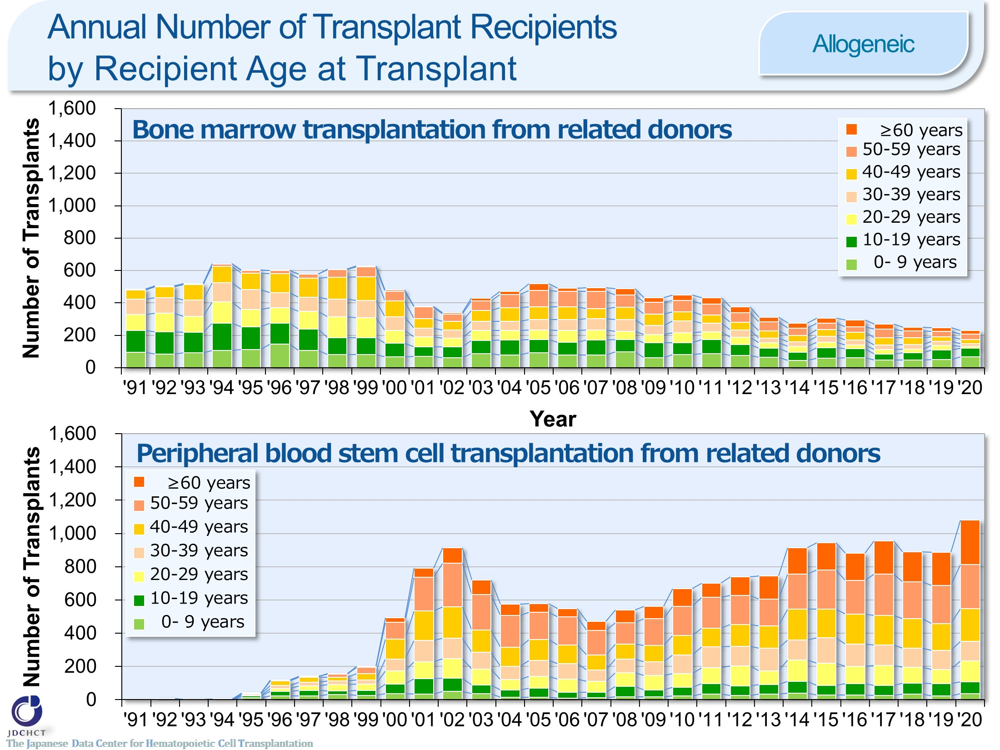 Annual Number of Transplant Recipients
by Recipient Age at Transplant
Allogeneic
Number of Transplants
1,600
1,400
1,200
1,000
800
600
400
200
0
Bone marrow transplantation from related donors
≥60 years
50-59 years
40-49 years
30-39 years
20-29 years
10-19 years
0- 9 years
'91 '92 '93 '94 '95 '96 '97 '98 '99 '00 '01 '02 '03 '04 '05 '06 '07 '08 '09 '10 '11 '12 '13 '14 '15 '16 '17 '18 '19 '20
Year
Number of Transplants
1,600
1,400
1,200
1,000
800
600
400
200
0
Peripheral blood stem cell transplantation from related donors
≥60 years
50-59 years
40-49 years
30-39 years
20-29 years
10-19 years
0- 9 years
'91 '92 '93 '94 '95 '96 '97 '98 '99 '00 '01 '02 '03 '04 '05 '06 '07 '08 '09 '10 '11 '12 '13 '14 '15 '16 '17 '18 '19 '20
JDCHCT
The Japanese Data Center for Hematopoietic Cell Transplantation